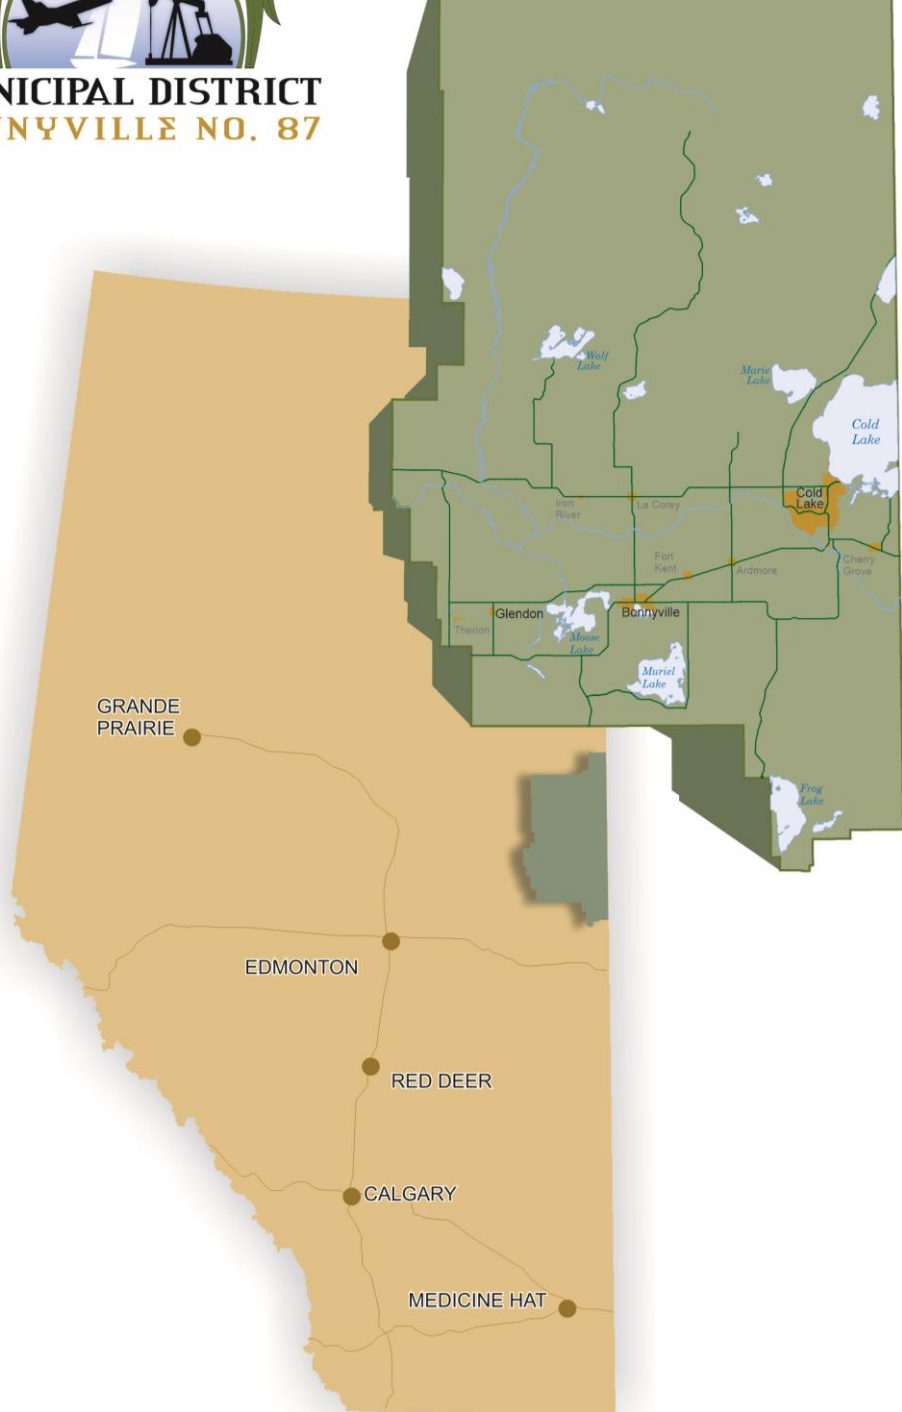 NICIPAL DISTRICT
NYVILLE NO. 87
Wolf
Lake
Marie
Lake
Cold
Lake
Cold
Lake
Iron
River
La Corey
Fort
Kent
Ardmore
Cherry
Grove
Glendon
Bonnyville
Therien
Moose
Lake
Muriel
Lake
Frog
Lake
GRANDE
PRAIRIE
EDMONTON
RED DEER
CALGARY
MEDICINE HAT